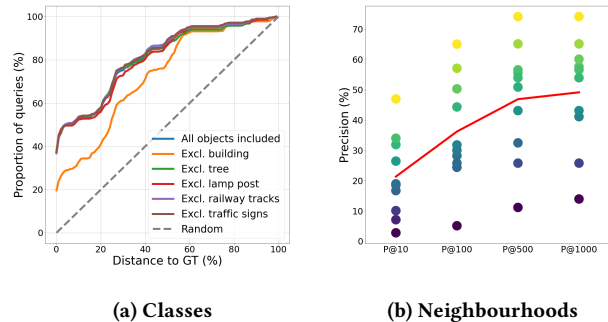 100
80
60
40
20
0
Proportion of queries (%)
All objects included
Excl. building
Excl. tree
Excl. lamp post
Excl. railway tracks
Excl. traffic signs
Random
0 20 40 60 80 100
Distance to GT (%)
(a) Classes
70
60
50
40
30
20
10
0
Precision (%)
P@10 P@100 P@500 P@1000
(b) Neighbourhoods